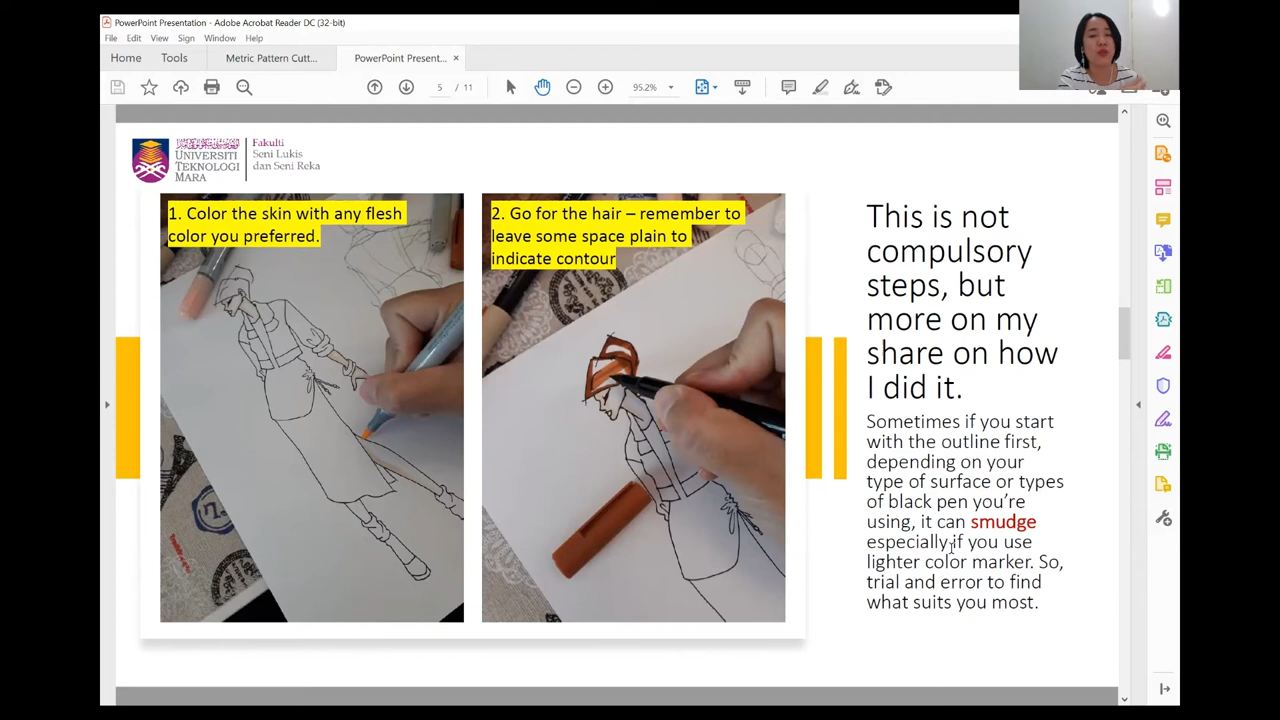 PowerPoint Presentation - Adobe Acrobat Reader DC (32-bit)
File Edit View Sign Window Help
Home Tools Metric Pattern Cutt... PowerPoint Present... ×
5 / 11 95.2%
UNIVERSITI
TEKNOLOGI
MARA
Fakulti
Seni Lukis
dan Seni Reka
1. Color the skin with any flesh
color you preferred.
2. Go for the hair – remember to
leave some space plain to
indicate contour
This is not
compulsory
steps, but
more on my
share on how
I did it.
Sometimes if you start
with the outline first,
depending on your
type of surface or types
of black pen you’re
using, it can smudge
especially if you use
lighter color marker. So,
trial and error to find
what suits you most.